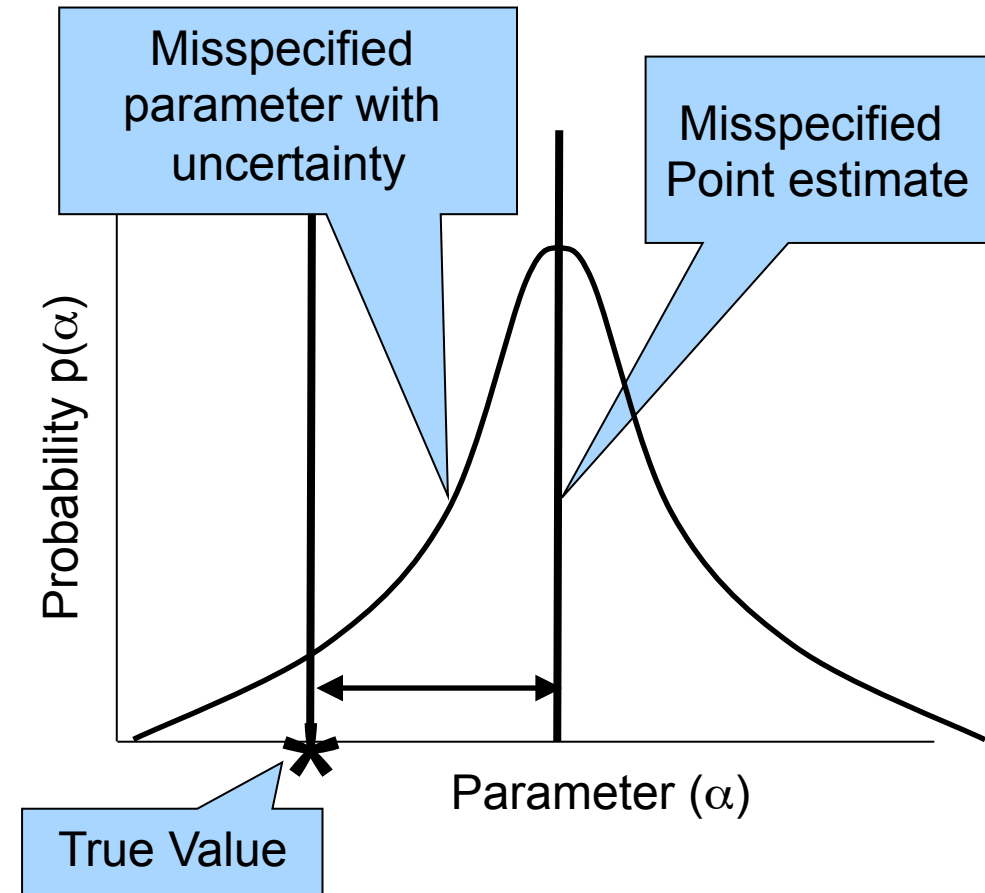 Misspecified
parameter with
uncertainty
Misspecified
Point estimate
Probability p(α)
Parameter (α)
*
True Value